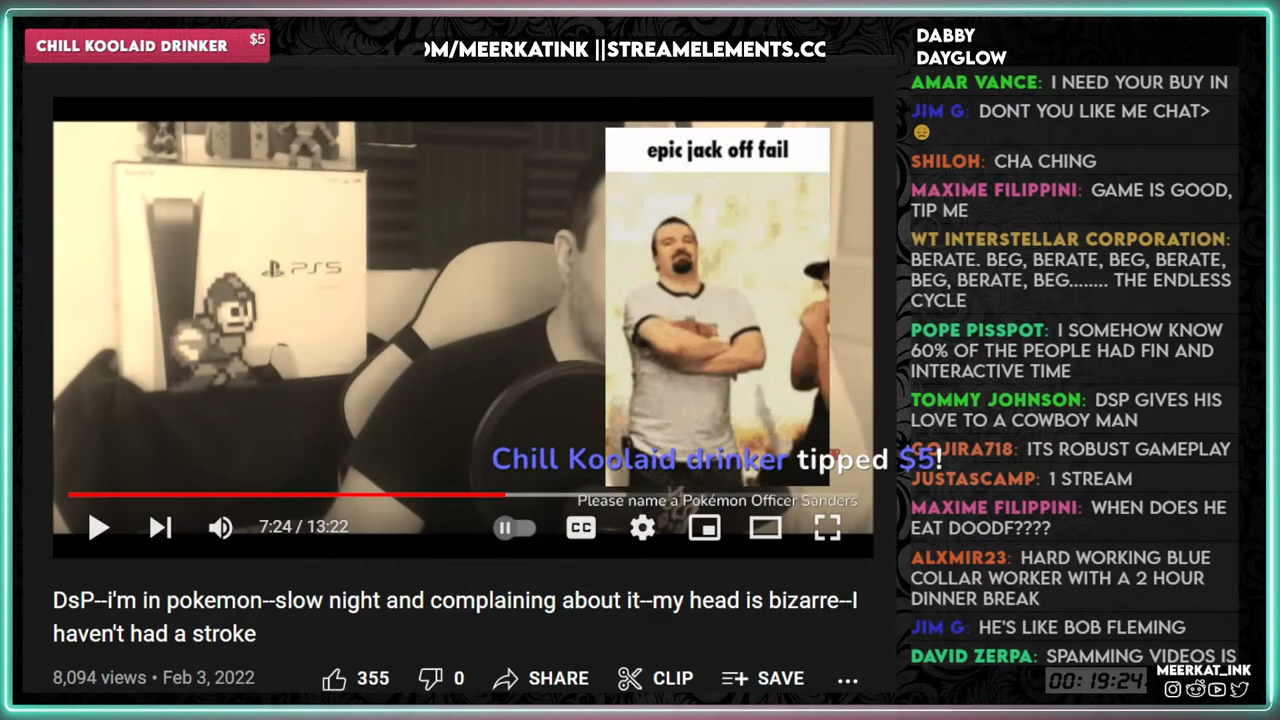 CHILL KOOLAID DRINKER $5
OM/MEERKATINK ||STREAMELEMENTS.CC
DABBY
DAYGLOW
AMAR VANCE: I NEED YOUR BUY IN
JIM G: DONT YOU LIKE ME CHAT>
😞
SHILOH: CHA CHING
MAXIME FILIPPINI: GAME IS GOOD,
TIP ME
WT INTERSTELLAR CORPORATION:
BERATE. BEG, BERATE, BEG, BERATE,
BEG, BERATE, BEG........ THE ENDLESS
CYCLE
POPE PISSPOT: I SOMEHOW KNOW
60% OF THE PEOPLE HAD FIN AND
INTERACTIVE TIME
TOMMY JOHNSON: DSP GIVES HIS
LOVE TO A COWBOY MAN
GOJIRA718: ITS ROBUST GAMEPLAY
JUSTASCAMP: 1 STREAM
MAXIME FILIPPINI: WHEN DOES HE
EAT DOODF????
ALXMIR23: HARD WORKING BLUE
COLLAR WORKER WITH A 2 HOUR
DINNER BREAK
JIM G: HE'S LIKE BOB FLEMING
DAVID ZERPA: SPAMMING VIDEOS IS
epic jack off fail
PS5
Chill Koolaid drinker tipped $5!
Please name a Pokémon Officer Sanders
7:24 / 13:22
CC
DsP--i'm in pokemon--slow night and complaining about it--my head is bizarre--I
haven't had a stroke
8,094 views • Feb 3, 2022
355
0
SHARE
CLIP
SAVE
00:19:24
MEERKAT_INK